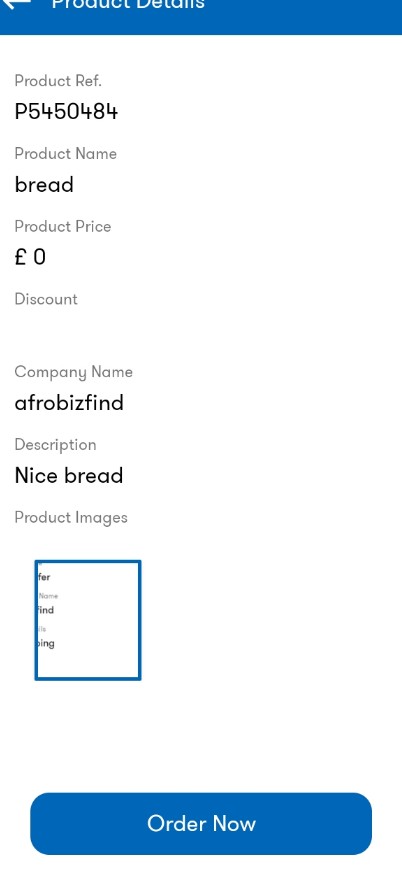 Product Details
Product Ref.
P5450484
Product Name
bread
Product Price
£ 0
Discount
Company Name
afrobizfind
Description
Nice bread
Product Images
fer
Name
find
ils
ping
Order Now